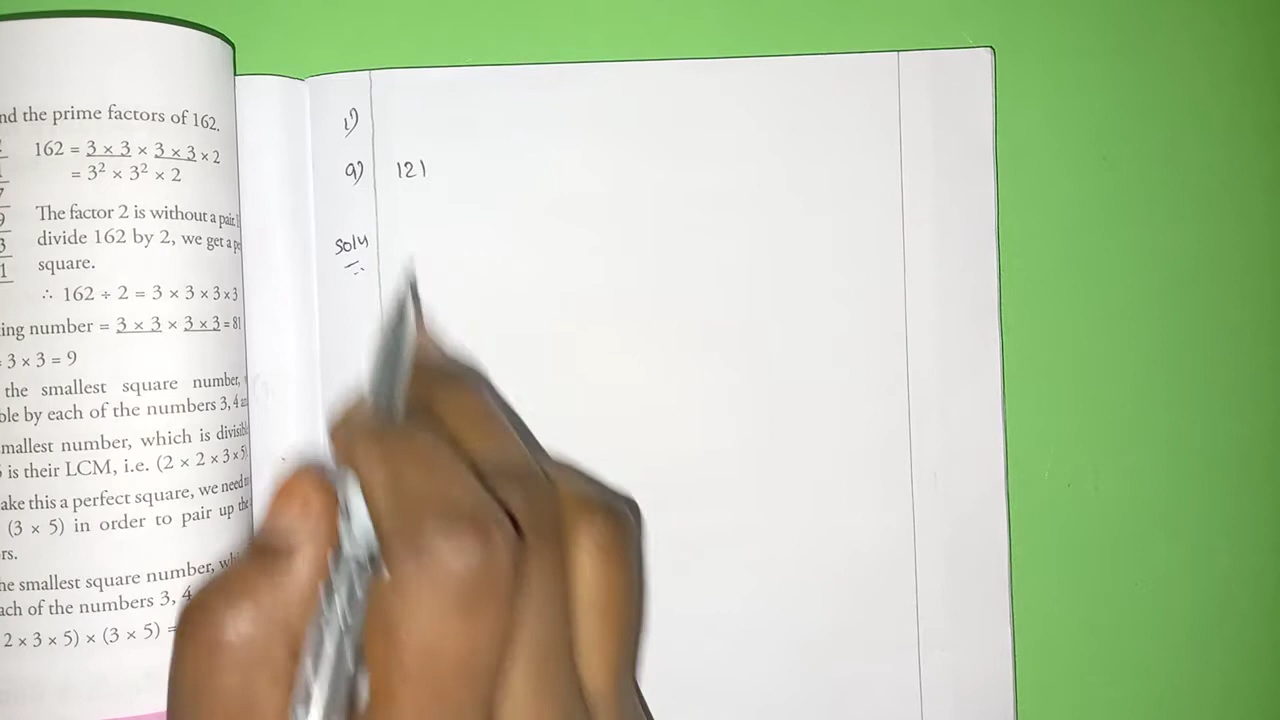 nd the prime factors of 162.
162 = 3 × 3 × 3 × 3 × 2
= 3² × 3² × 2
The factor 2 is without a pair.
divide 162 by 2, we get a
square.
∴ 162 ÷ 2 = 3 × 3 × 3 × 3
ing number = 3 × 3 × 3 × 3 = 81
= 3 × 3 = 9
the smallest square number,
ble by each of the numbers 3, 4
mallest number, which is divisib
is their LCM, i.e. (2 × 2 × 3 × 5)
ake this a perfect square, we need
(3 × 5) in order to pair up the
rs.
he smallest square number,
ach of the numbers 3, 4
2 × 3 × 5) × (3 × 5) =
i)
a) 121
Soln